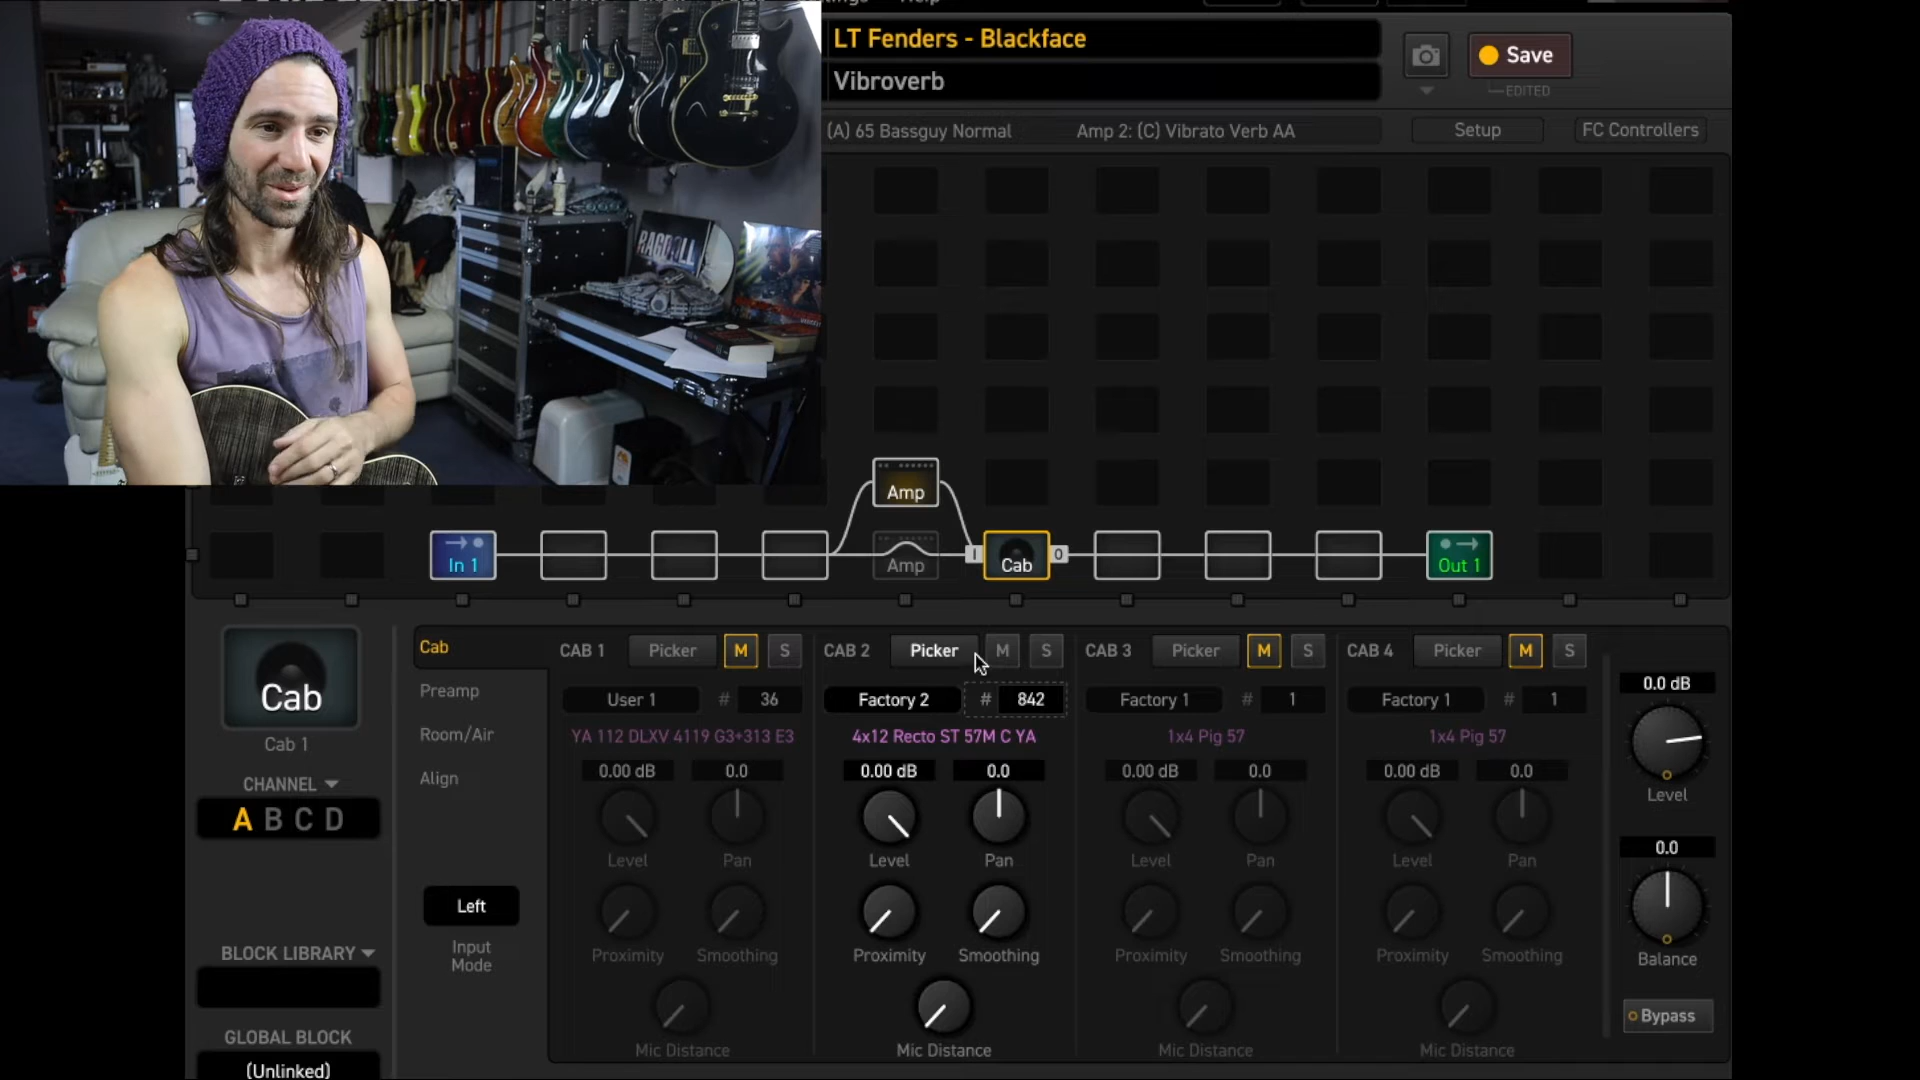 LT Fenders - Blackface
Save
Vibroverb
EDITED
(A) 65 Bassguy Normal
Amp 2: (C) Vibrato Verb AA
Setup
FC Controllers
RAGDOLL
Amp
In 1
Amp
I
Cab
O
Out 1
Cab
Cab 1
CHANNEL
A B C D
BLOCK LIBRARY
GLOBAL BLOCK
(Unlinked)
Cab
Preamp
Room/Air
Align
Left
Input
Mode
CAB 1 Picker M S
User 1 # 36
YA 112 DLXV 4119 G3+313 E3
0.00 dB 0.0
Level Pan
Proximity Smoothing
Mic Distance
CAB 2 Picker M S
Factory 2 # 842
4x12 Recto ST 57M C YA
0.00 dB 0.0
Level Pan
Proximity Smoothing
Mic Distance
CAB 3 Picker M S
Factory 1 # 1
1x4 Pig 57
0.00 dB 0.0
Level Pan
Proximity Smoothing
Mic Distance
CAB 4 Picker M S
Factory 1 # 1
1x4 Pig 57
0.00 dB 0.0
Level Pan
Proximity Smoothing
Mic Distance
0.0 dB
Level
0.0
Balance
Bypass